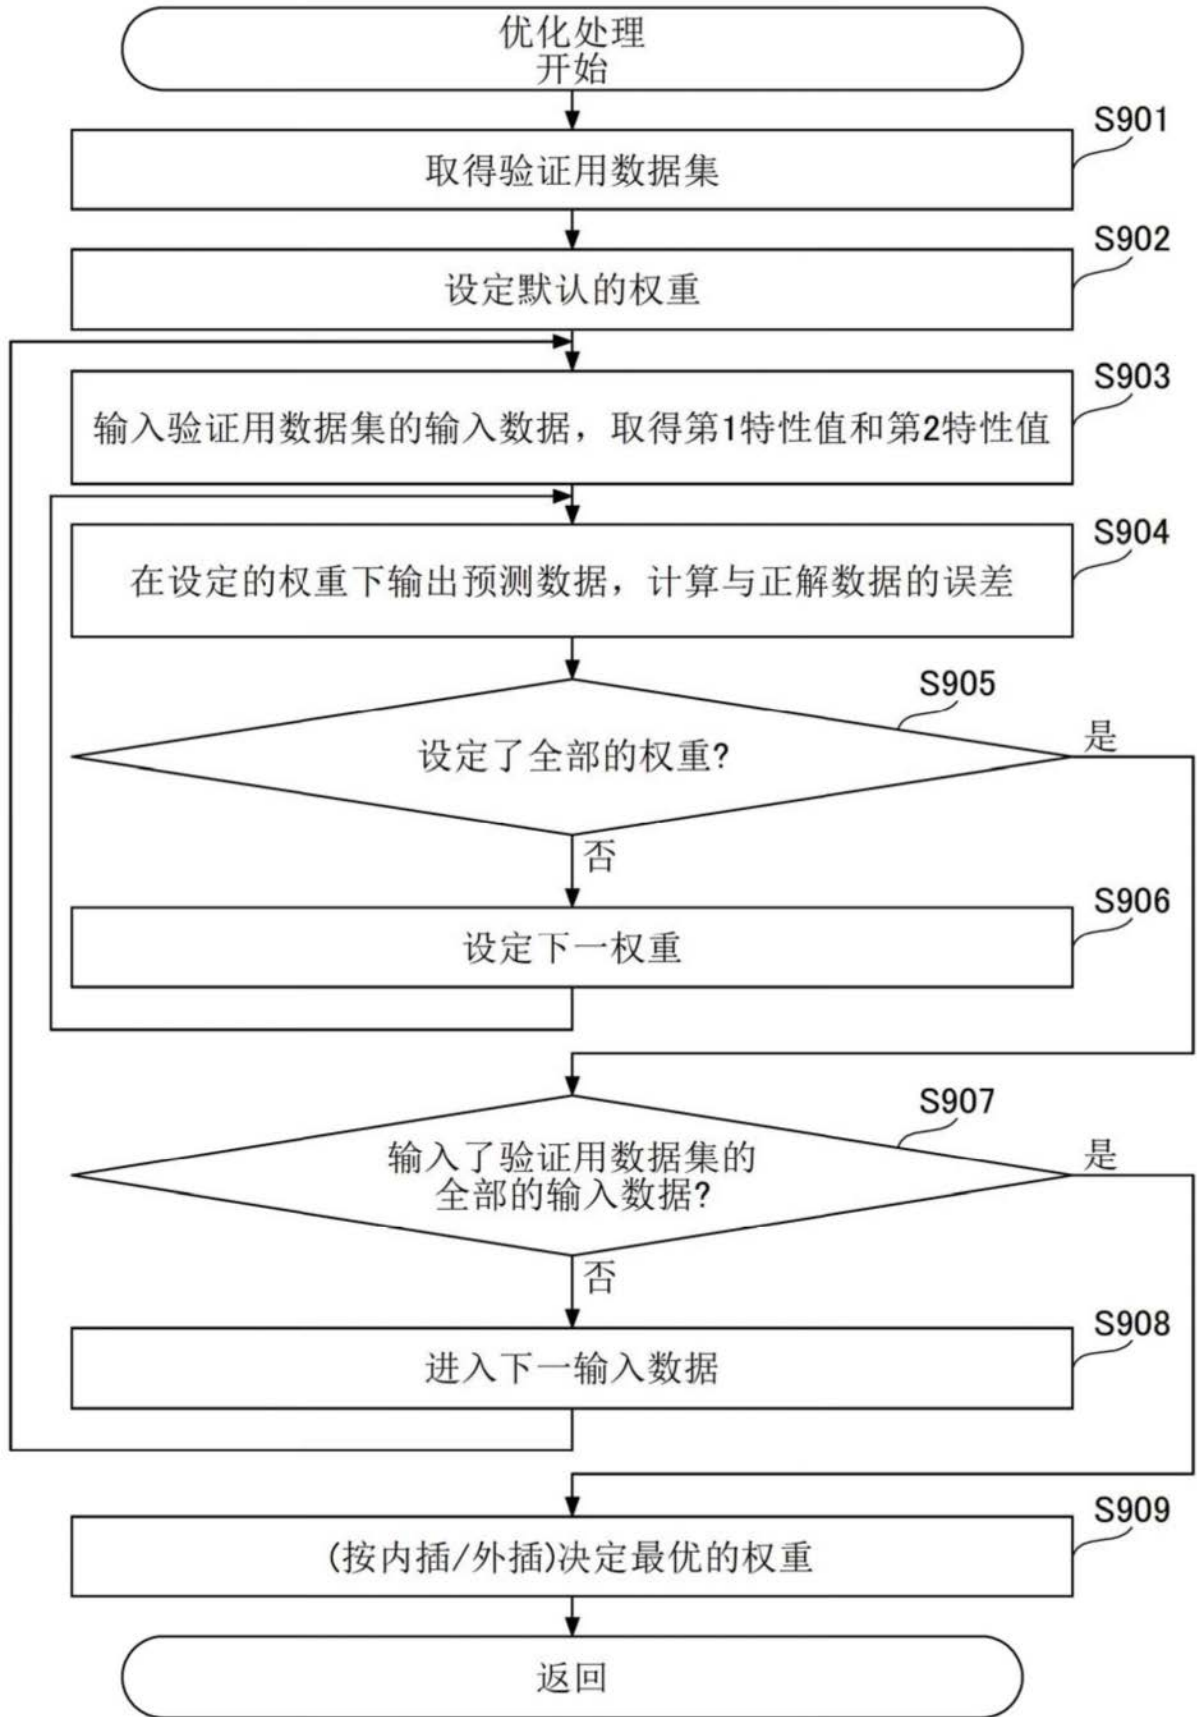 优化处理
开始
S901
取得验证用数据集
S902
设定默认的权重
S903
输入验证用数据集的输入数据，取得第1特性值和第2特性值
S904
在设定的权重下输出预测数据，计算与正解数据的误差
S905
设定了全部的权重?
是
否
S906
设定下一权重
S907
输入了验证用数据集的
全部的输入数据?
是
否
S908
进入下一输入数据
S909
(按内插/外插)决定最优的权重
返回